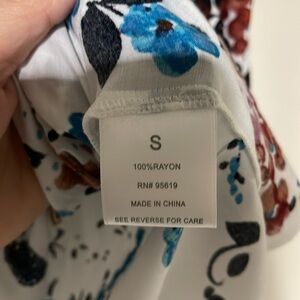 S
100%RAYON
RN# 95619
MADE IN CHINA
SEE REVERSE FOR CARE